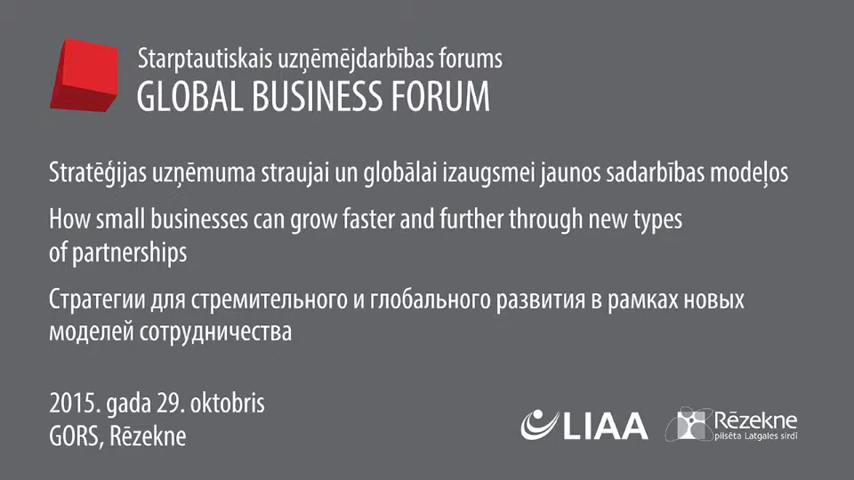 Starptautiskais uzņēmējdarbības forums
GLOBAL BUSINESS FORUM
Stratēģijas uzņēmuma straujai un globālai izaugsmei jaunos sadarbības modeļos
How small businesses can grow faster and further through new types
of partnerships
Стратегии для стремительного и глобального развития в рамках новых
моделей сотрудничества
2015. gada 29. oktobris
GORS, Rēzekne
LIAA
Rēzekne
pilsēta Latgales sirdī